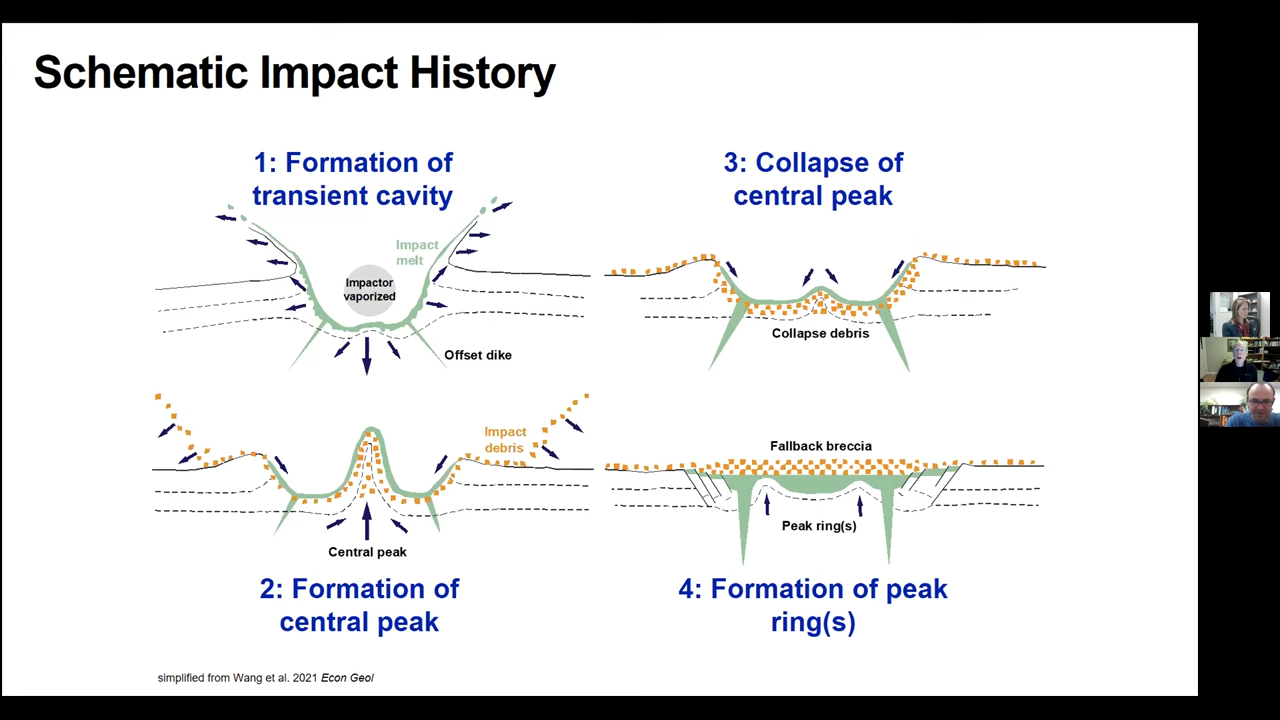 Schematic Impact History
1: Formation of
transient cavity
Impact
melt
Impactor
vaporized
Offset dike
Impact
debris
Central peak
2: Formation of
central peak
3: Collapse of
central peak
Collapse debris
Fallback breccia
Peak ring(s)
4: Formation of peak
ring(s)
simplified from Wang et al. 2021 Econ Geol